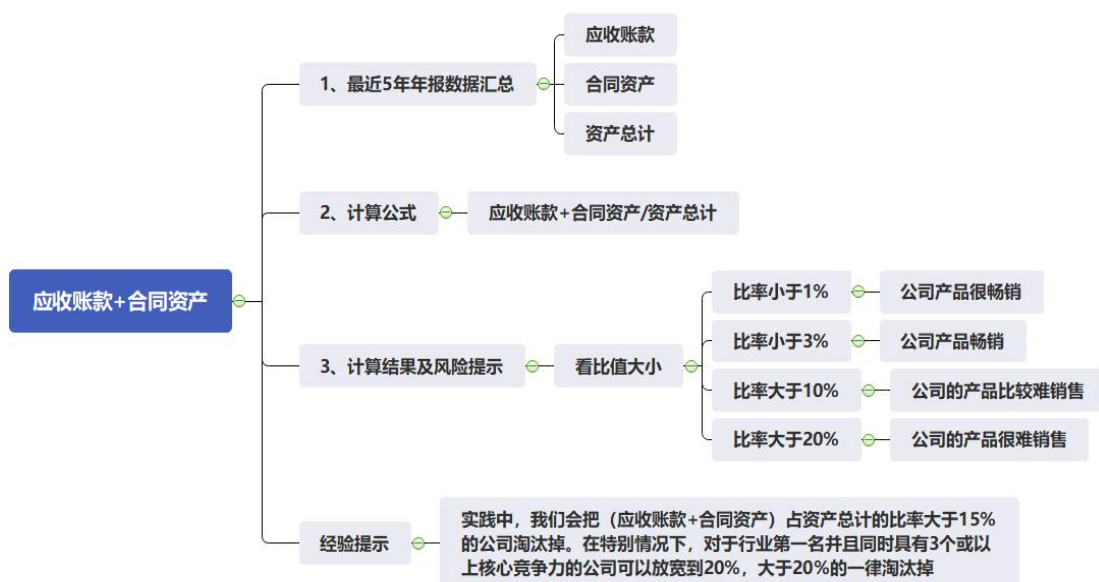 应收账款+合同资产
1、最近5年年报数据汇总
应收账款
合同资产
资产总计
2、计算公式
应收账款+合同资产/资产总计
3、计算结果及风险提示
看比值大小
比率小于1%
公司产品很畅销
比率小于3%
公司产品畅销
比率大于10%
公司的产品比较难销售
比率大于20%
公司的产品很难销售
经验提示
实践中，我们会把（应收账款+合同资产）占资产总计的比率大于15%
的公司淘汰掉。在特别情况下，对于行业第一名并且同时具有3个或以
上核心竞争力的公司可以放宽到20%，大于20%的一律淘汰掉